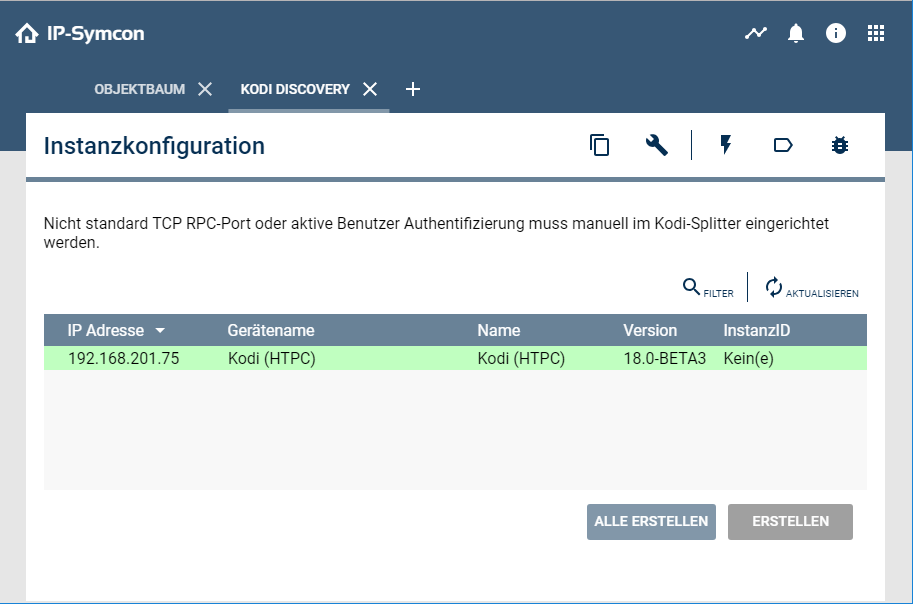 IP-Symcon
OBJEKTBAUM
KODI DISCOVERY
Instanzkonfiguration
Nicht standard TCP RPC-Port oder aktive Benutzer Authentifizierung muss manuell im Kodi-Splitter eingerichtet
werden.
FILTER
AKTUALISIEREN
IP Adresse Gerätename Name Version InstanzID
192.168.201.75 Kodi (HTPC) Kodi (HTPC) 18.0-BETA3 Kein(e)
ALLE ERSTELLEN
ERSTELLEN